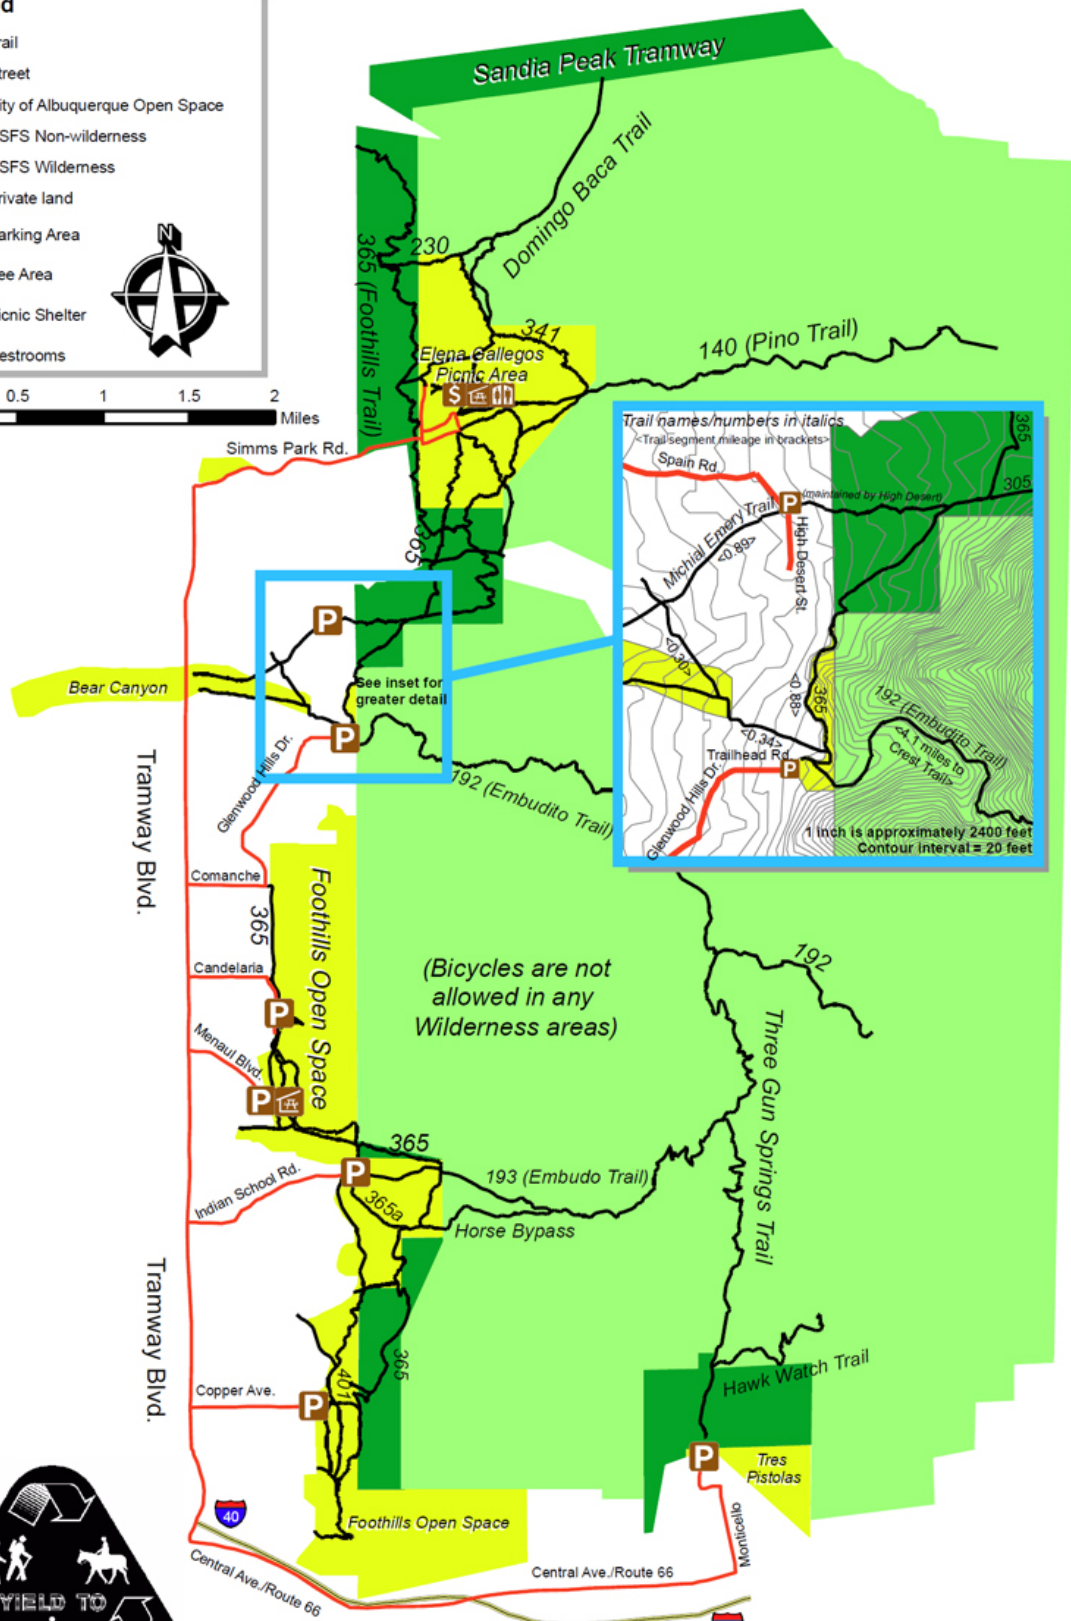 d
rail
treet
ity of Albuquerque Open Space
SFS Non-wilderness
SFS Wilderness
rivate land
arking Area
ee Area
icnic Shelter
estrooms
N
0.5 1 1.5 2
Miles
Sandia Peak Tramway
Domingo Baca Trail
230
365 (Foothills Trail)
341
Elena Gallegos
Picnic Area
$
140 (Pino Trail)
Simms Park Rd.
365
P
Bear Canyon
See inset for
greater detail
P
Glenwood Hills Dr.
192 (Embudito Trail)
Trail names/numbers in italics
<Trail segment mileage in brackets>
365
Spain Rd.
P
(maintained by High Desert)
305
Michial Emery Trail
<0.89>
High Desert St.
<0.30>
<0.88>
365
192 (Embudito Trail)
<4.1 miles to
Crest Trail>
<0.34>
Trailhead Rd.
P
Glenwood Hills Dr.
1 inch is approximately 2400 feet
Contour interval = 20 feet
Tramway Blvd.
Comanche
365
Foothills Open Space
Candelaria
P
Menaul Blvd.
P
(Bicycles are not
allowed in any
Wilderness areas)
192
Three Gun Springs Trail
365
193 (Embudo Trail)
P
Indian School Rd.
365a
Horse Bypass
Tramway Blvd.
365
401
Copper Ave.
P
Hawk Watch Trail
P
Tres
Pistolas
40
Foothills Open Space
Monticello
Central Ave./Route 66
Central Ave./Route 66
YIELD TO